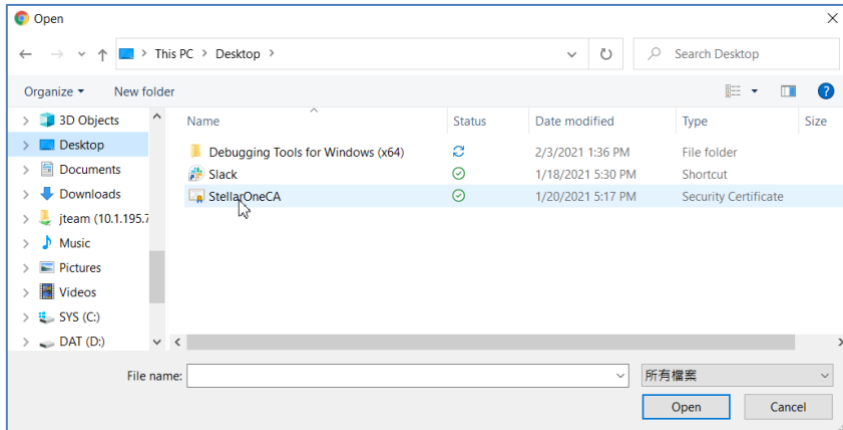 Open
This PC > Desktop >
Search Desktop
Organize
New folder
Name
Status
Date modified
Type
Size
3D Objects
Desktop
Documents
Downloads
jteam (10.1.195.7
Music
Pictures
Videos
SYS (C:)
DAT (D:)
Debugging Tools for Windows (x64)
2/3/2021 1:36 PM
File folder
Slack
1/18/2021 5:30 PM
Shortcut
StellarOneCA
1/20/2021 5:17 PM
Security Certificate
File name:
所有檔案
Open
Cancel